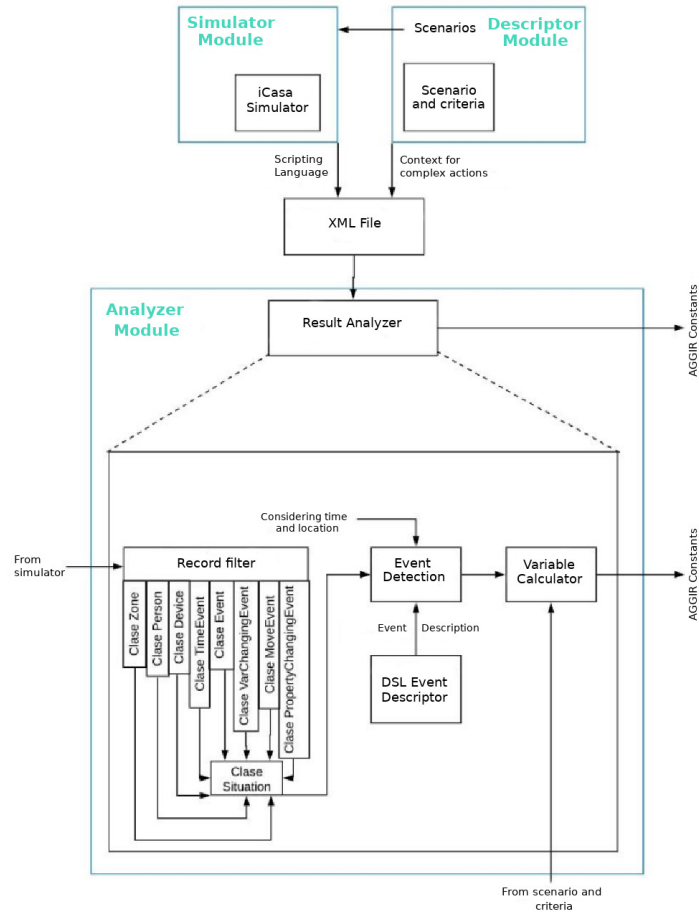 Simulator
Module
Scenarios
Descriptor
Module
iCasa
Simulator
Scenario
and criteria
Scripting
Language
Context for
complex actions
XML File
Analyzer
Module
Result Analyzer
AGGIR Constants
Considering time
and location
From
simulator
Record filter
Event
Detection
Variable
Calculator
AGGIR Constants
Clase Zone
Clase Person
Clase Device
Clase TimeEvent
Clase Event
Clase VarChangingEvent
Clase MoveEvent
Clase PropertyChangingEvent
Event Description
DSL Event
Descriptor
Clase
Situation
From scenario and
criteria